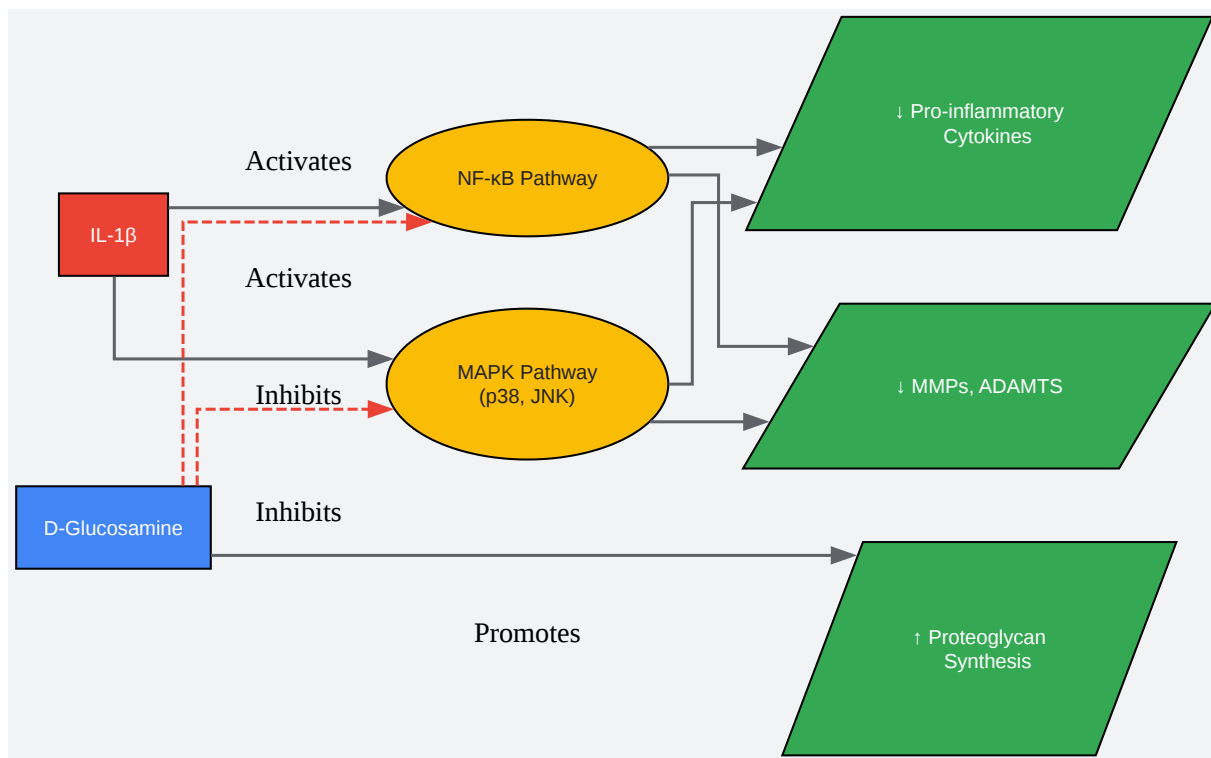 ↓ Pro-inflammatory
Cytokines
Activates
NF-κB Pathway
IL-1β
Activates
MAPK Pathway
(p38, JNK)
↓ MMPs, ADAMTS
Inhibits
Inhibits
D-Glucosamine
Promotes
↑ Proteoglycan
Synthesis